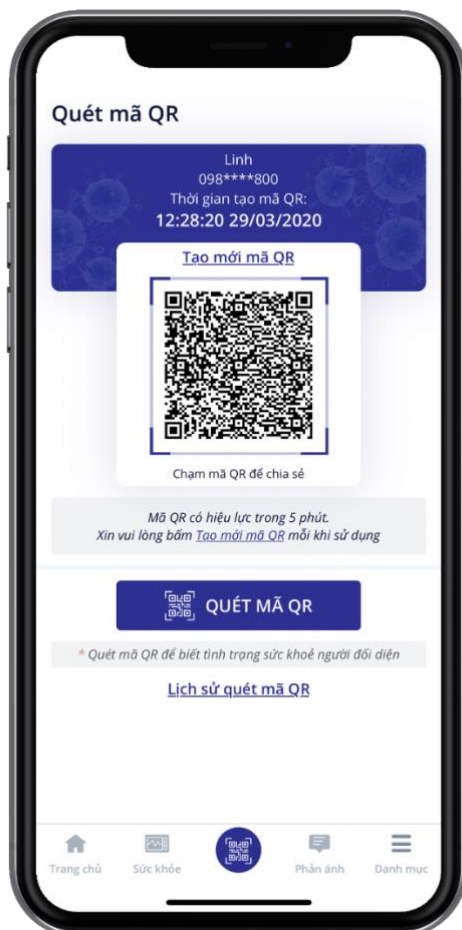 Quét mã QR
Linh
098****800
Thời gian tạo mã QR:
12:28:20 29/03/2020
Tạo mới mã QR
Chạm mã QR để chia sẻ
Mã QR có hiệu lực trong 5 phút.
Xin vui lòng bấm Tạo mới mã QR mỗi khi sử dụng
QUÉT MÃ QR
* Quét mã QR để biết tình trạng sức khoẻ người đối diện
Lịch sử quét mã QR
Trang chủ
Sức khỏe
Phản ánh
Danh mục